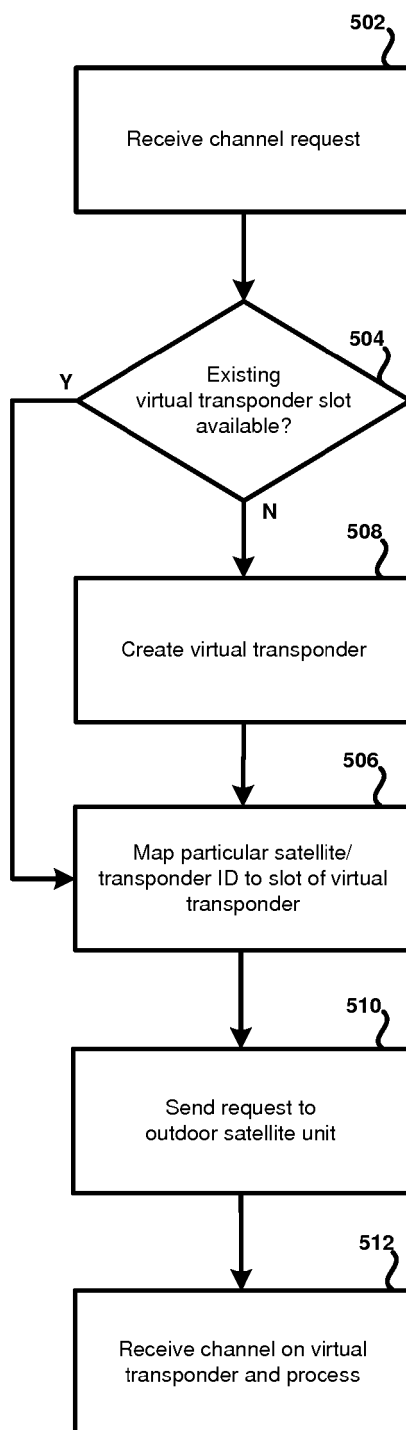 502
Receive channel request
504
Y
Existing
virtual transponder slot
available?
N
508
Create virtual transponder
506
Map particular satellite/
transponder ID to slot of virtual
transponder
510
Send request to
outdoor satellite unit
512
Receive channel on virtual
transponder and process